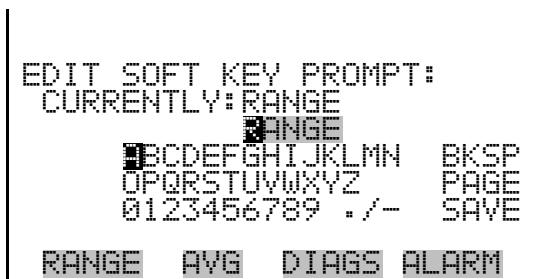 EDIT SOFT KEY PROMPT:
CURRENTLY:RANGE
RANGE
ABCDEFGHIJKLMN BKSP
OPQRSTUVWXYZ PAGE
0123456789 ./- SAVE
RANGE AVG DIAGS ALARM